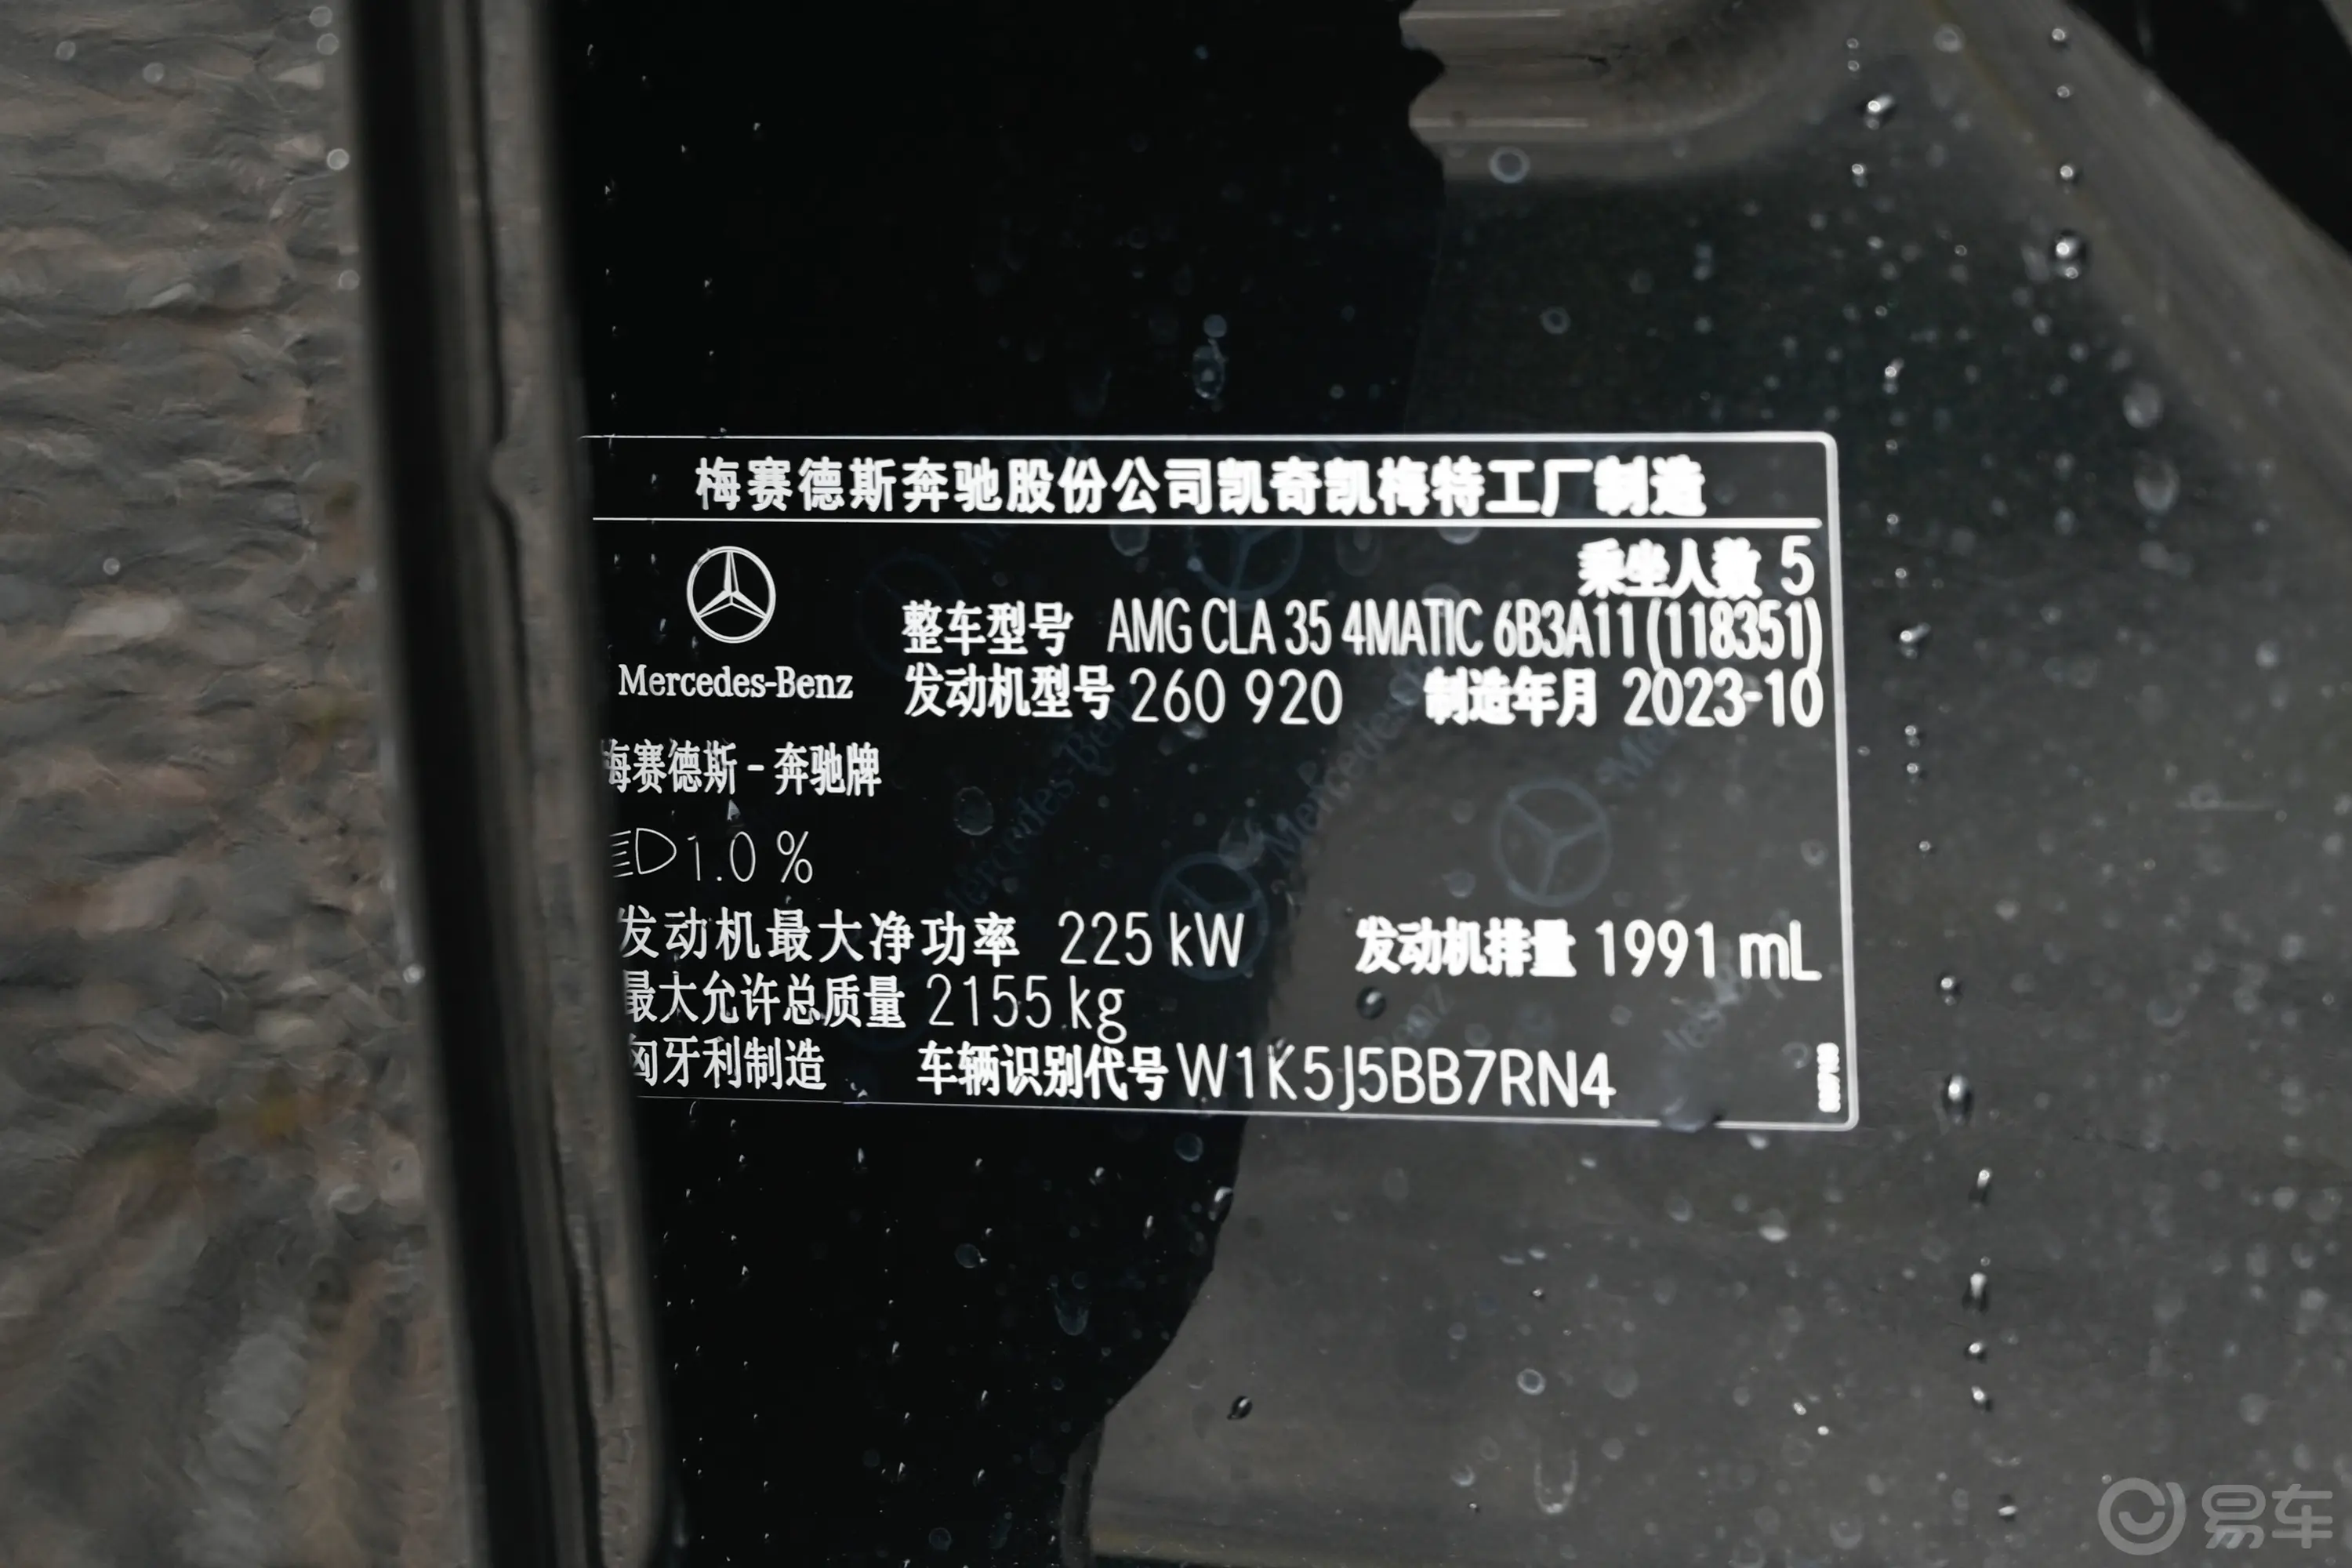 梅赛德斯奔驰股份公司凯奇凯梅特工厂制造
乘坐人数 5
整车型号 AMG CLA 35 4MATIC 6B3A11 (118351)
Mercedes-Benz
发动机型号 260 920 制造年月 2023-10
梅赛德斯-奔驰牌
1.0 %
发动机最大净功率 225 kW 发动机排量 1991 mL
最大允许总质量 2155 kg
匈牙利制造 车辆识别代号 W1K5J5BB7RN4
易车